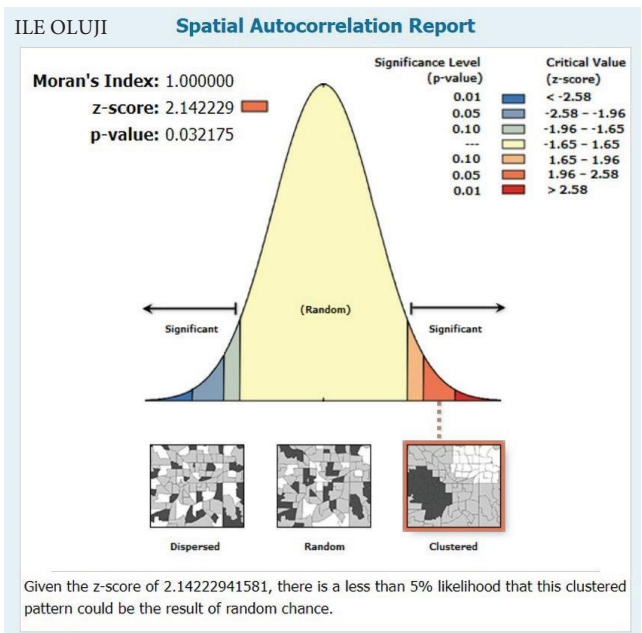 ILE OLUJI Spatial Autocorrelation Report
Moran's Index: 1.000000
z-score: 2.142229
p-value: 0.032175
Significance Level Critical Value
(p-value) (z-score)
0.01 < -2.58
0.05 -2.58 – -1.96
0.10 -1.96 – -1.65
--- -1.65 – 1.65
0.10 1.65 – 1.96
0.05 1.96 – 2.58
0.01 > 2.58
(Random)
Significant Significant
Dispersed Random Clustered
Given the z-score of 2.14222941581, there is a less than 5% likelihood that this clustered
pattern could be the result of random chance.